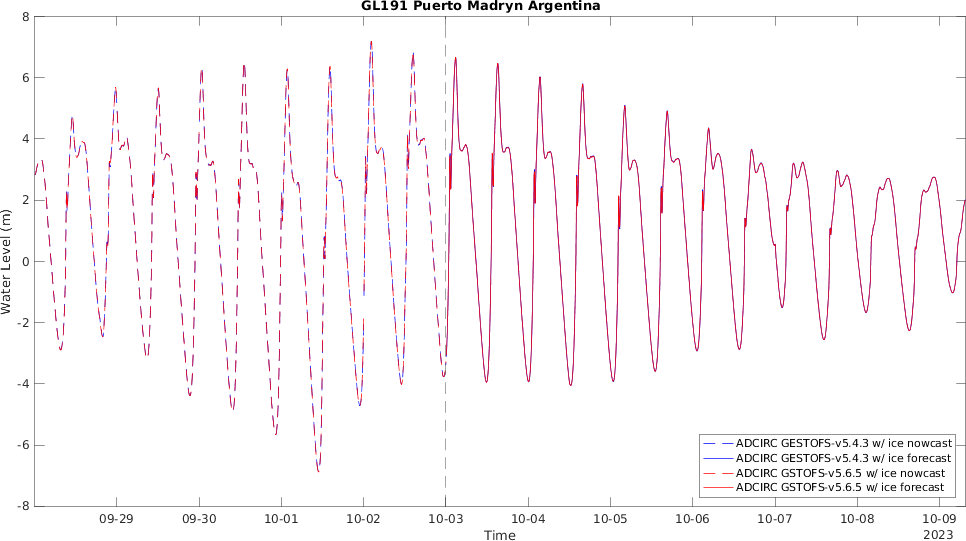 GL191 Puerto Madryn Argentina
8
6
4
2
0
-2
-4
-6
-8
Water Level (m)
ADCIRC GESTOFS-v5.4.3 w/ ice nowcast
ADCIRC GESTOFS-v5.4.3 w/ ice forecast
ADCIRC GSTOFS-v5.6.5 w/ ice nowcast
ADCIRC GSTOFS-v5.6.5 w/ ice forecast
09-29 09-30 10-01 10-02 10-03 10-04 10-05 10-06 10-07 10-08 10-09
2023
Time